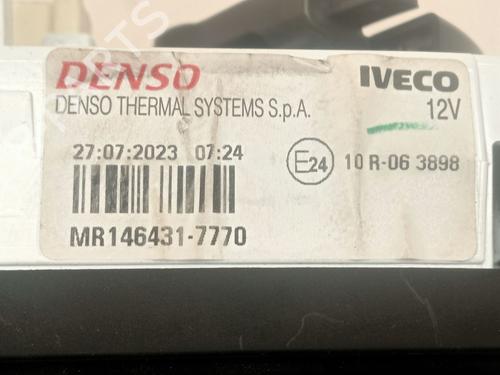 DENSO
IVECO
DENSO THERMAL SYSTEMS S.p.A.
12V
27:07:2023 07:24
E24
10 R-06 3898
MR146431-7770